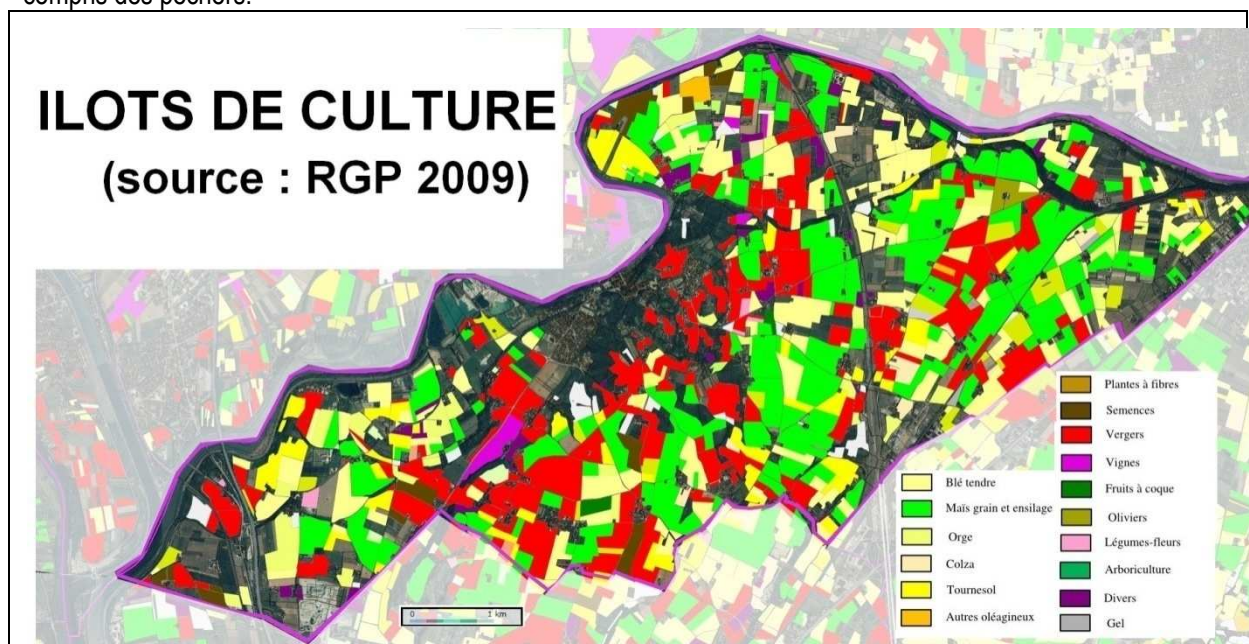 compris des pêchers.
ILOTS DE CULTURE
(source : RGP 2009)
Blé tendre
Maïs grain et ensilage
Orge
Colza
Tournesol
Autres oléagineux
Plantes à fibres
Semences
Vergers
Vignes
Fruits à coque
Oliviers
Légumes-fleurs
Arboriculture
Divers
Gel
0 1 km